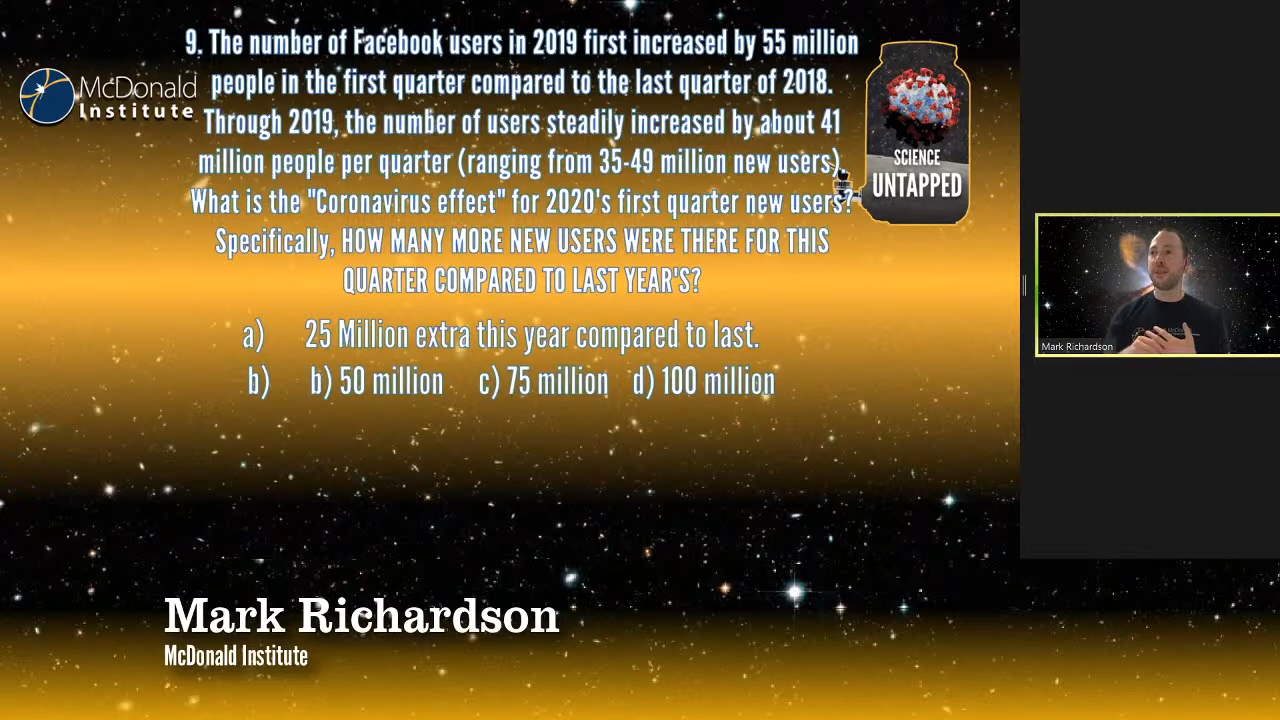 9. The number of Facebook users in 2019 first increased by 55 million
people in the first quarter compared to the last quarter of 2018.
Through 2019, the number of users steadily increased by about 41
million people per quarter (ranging from 35-49 million new users).
What is the "Coronavirus effect" for 2020's first quarter new users?
Specifically, HOW MANY MORE NEW USERS WERE THERE FOR THIS
QUARTER COMPARED TO LAST YEAR'S?
a) 25 Million extra this year compared to last.
b) b) 50 million c) 75 million d) 100 million
McDonald
Institute
SCIENCE
UNTAPPED
Mark Richardson
Mark Richardson
McDonald Institute